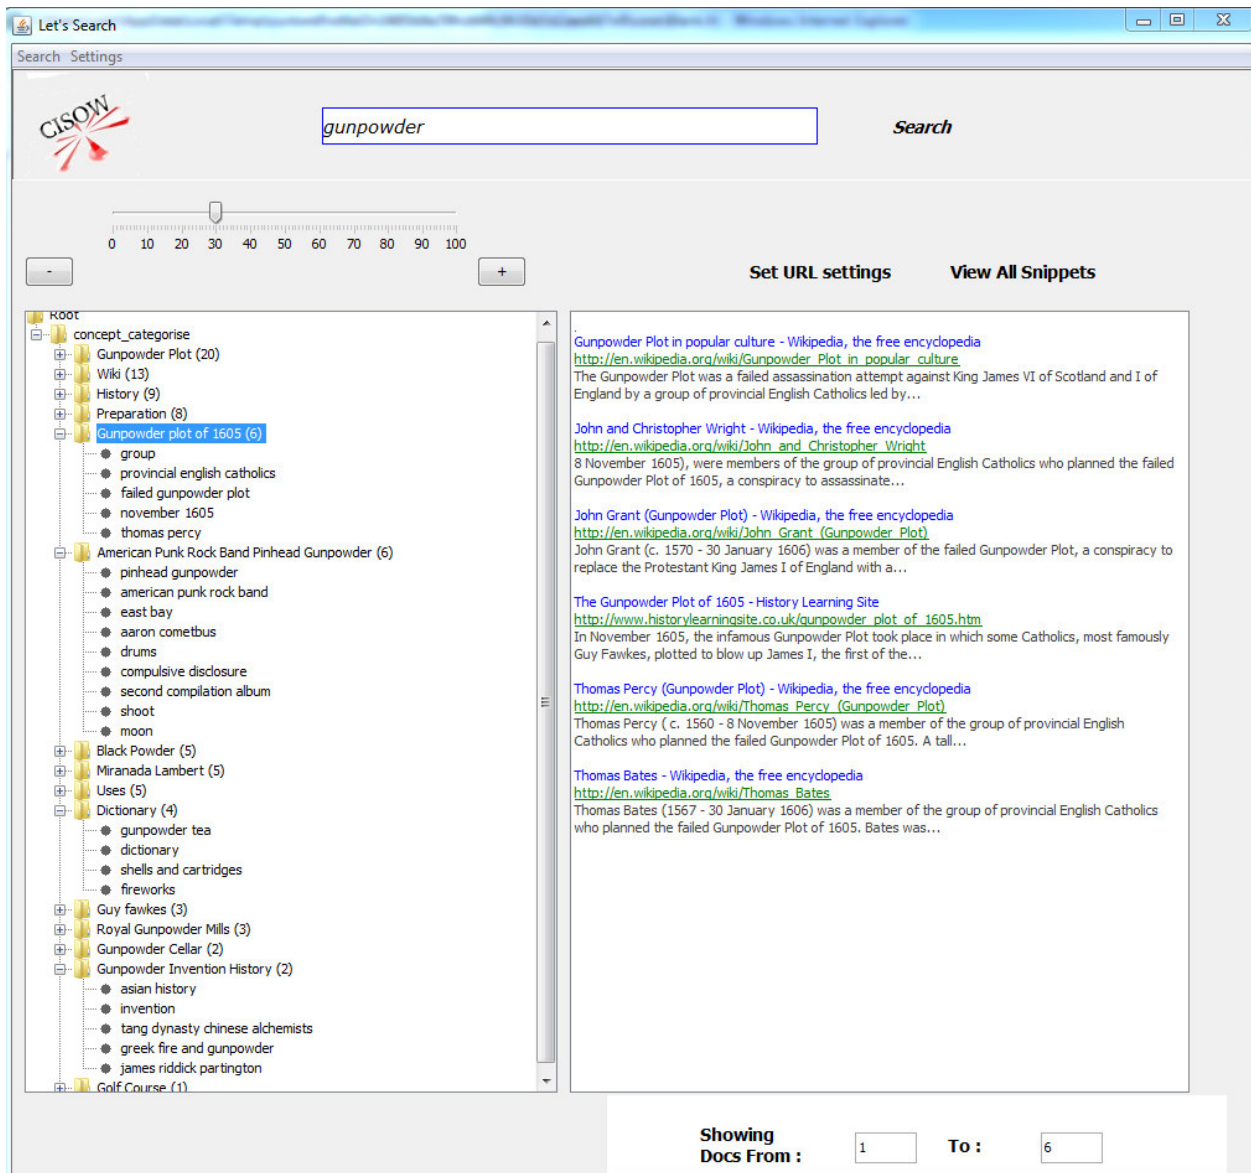 Let's Search
Windows Internet Explorer
Search Settings
CISOW
gunpowder
Search
0 10 20 30 40 50 60 70 80 90 100
- +
Set URL settings View All Snippets
Root
concept_categorise
Gunpowder Plot (20)
Wiki (13)
History (9)
Preparation (8)
Gunpowder plot of 1605 (6)
group
provincial english catholics
failed gunpowder plot
november 1605
thomas percy
American Punk Rock Band Pinhead Gunpowder (6)
pinhead gunpowder
american punk rock band
east bay
aaron cometbus
drums
compulsive disclosure
second compilation album
shoot
moon
Black Powder (5)
Miranada Lambert (5)
Uses (5)
Dictionary (4)
gunpowder tea
dictionary
shells and cartridges
fireworks
Guy fawkes (3)
Royal Gunpowder Mills (3)
Gunpowder Cellar (2)
Gunpowder Invention History (2)
asian history
invention
tang dynasty chinese alchemists
greek fire and gunpowder
james riddick partington
Golf Course (1)
Gunpowder Plot in popular culture - Wikipedia, the free encyclopedia
http://en.wikipedia.org/wiki/Gunpowder_Plot_in_popular_culture
The Gunpowder Plot was a failed assassination attempt against King James VI of Scotland and I of
England by a group of provincial English Catholics led by...
John and Christopher Wright - Wikipedia, the free encyclopedia
http://en.wikipedia.org/wiki/John_and_Christopher_Wright
8 November 1605), were members of the group of provincial English Catholics who planned the failed
Gunpowder Plot of 1605, a conspiracy to assassinate...
John Grant (Gunpowder Plot) - Wikipedia, the free encyclopedia
http://en.wikipedia.org/wiki/John_Grant_(Gunpowder_Plot)
John Grant (c. 1570 - 30 January 1606) was a member of the failed Gunpowder Plot, a conspiracy to
replace the Protestant King James I of England with a...
The Gunpowder Plot of 1605 - History Learning Site
http://www.historylearningsite.co.uk/gunpowder_plot_of_1605.htm
In November 1605, the infamous Gunpowder Plot took place in which some Catholics, most famously
Guy Fawkes, plotted to blow up James I, the first of the...
Thomas Percy (Gunpowder Plot) - Wikipedia, the free encyclopedia
http://en.wikipedia.org/wiki/Thomas_Percy_(Gunpowder_Plot)
Thomas Percy ( c. 1560 - 8 November 1605) was a member of the group of provincial English
Catholics who planned the failed Gunpowder Plot of 1605. A tall...
Thomas Bates - Wikipedia, the free encyclopedia
http://en.wikipedia.org/wiki/Thomas_Bates
Thomas Bates (1567 - 30 January 1606) was a member of the group of provincial English Catholics
who planned the failed Gunpowder Plot of 1605. Bates was...
Showing
Docs From : 1 To : 6